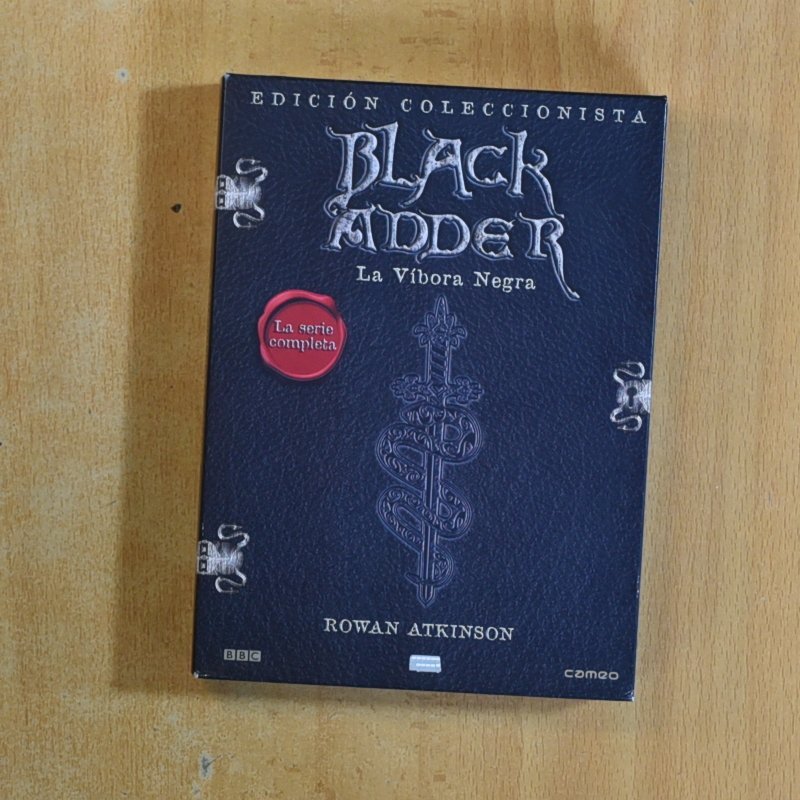 EDICIÓN COLECCIONISTA
BLACK
ADDER
La Víbora Negra
La serie
completa
ROWAN ATKINSON
BBC
cameo